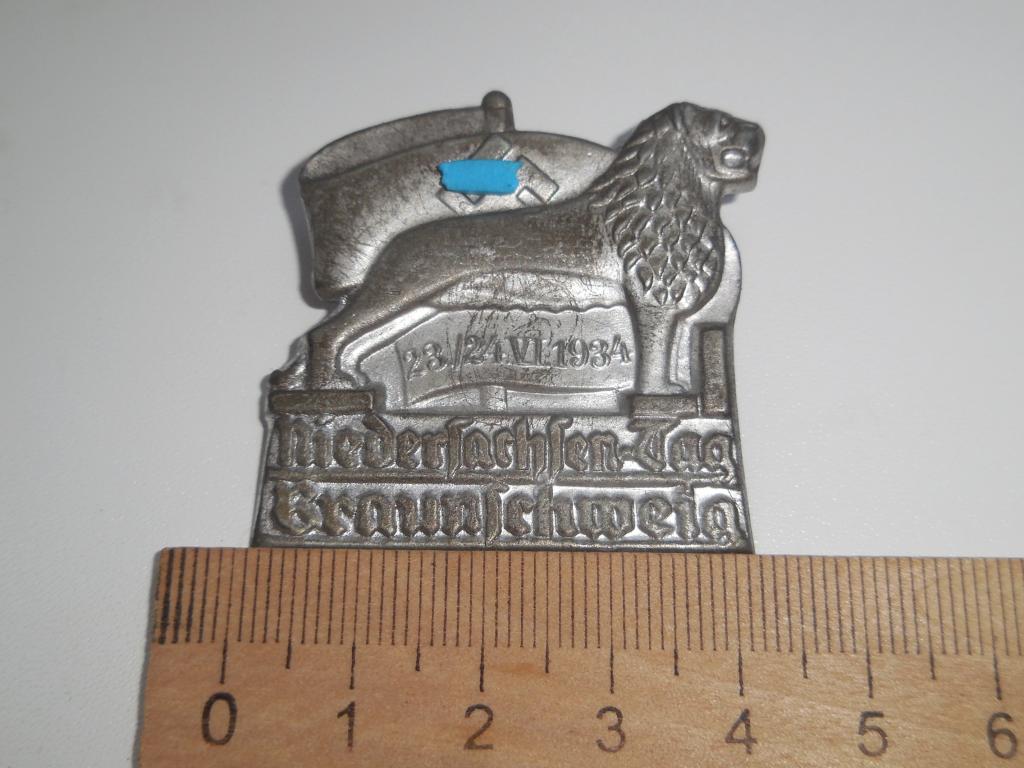 23./24.VI.1934
Niedersachsen-Tag
Braunschweig
0 1 2 3 4 5 6